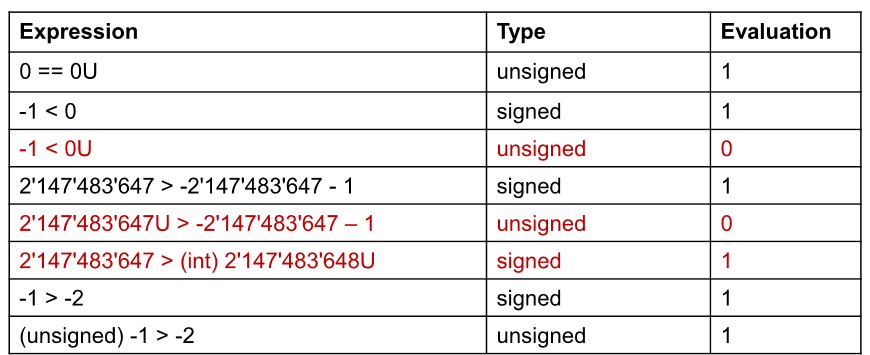 Expression Type Evaluation
0 == 0U unsigned 1
-1 < 0 signed 1
-1 < 0U unsigned 0
2'147'483'647 > -2'147'483'647 - 1 signed 1
2'147'483'647U > -2'147'483'647 – 1 unsigned 0
2'147'483'647 > (int) 2'147'483'648U signed 1
-1 > -2 signed 1
(unsigned) -1 > -2 unsigned 1